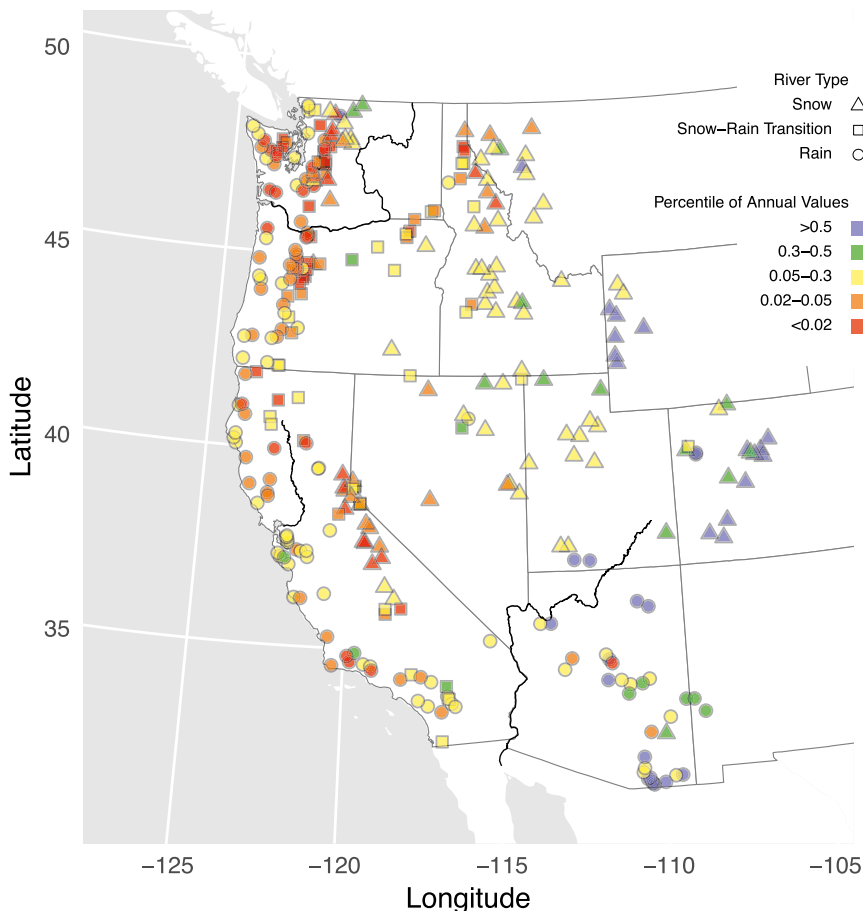 50
45
40
35
Latitude
River Type
Snow
Snow−Rain Transition
Rain
Percentile of Annual Values
>0.5
0.3−0.5
0.05−0.3
0.02−0.05
<0.02
−125
−120
−115
−110
−105
Longitude